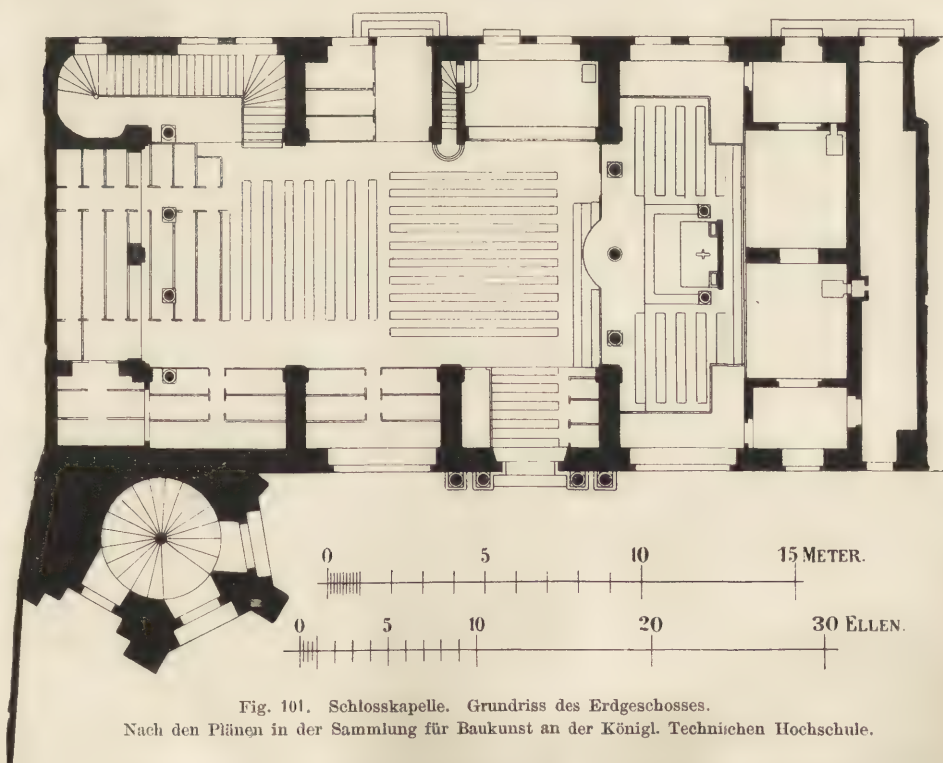 0 5 10 15 METER.
0 5 10 20 30 ELLEN.
Fig. 101. Schlosskapelle. Grundriss des Erdgeschosses.
Nach den Plänen in der Sammlung für Baukunst an der Königl. Technischen Hochschule.